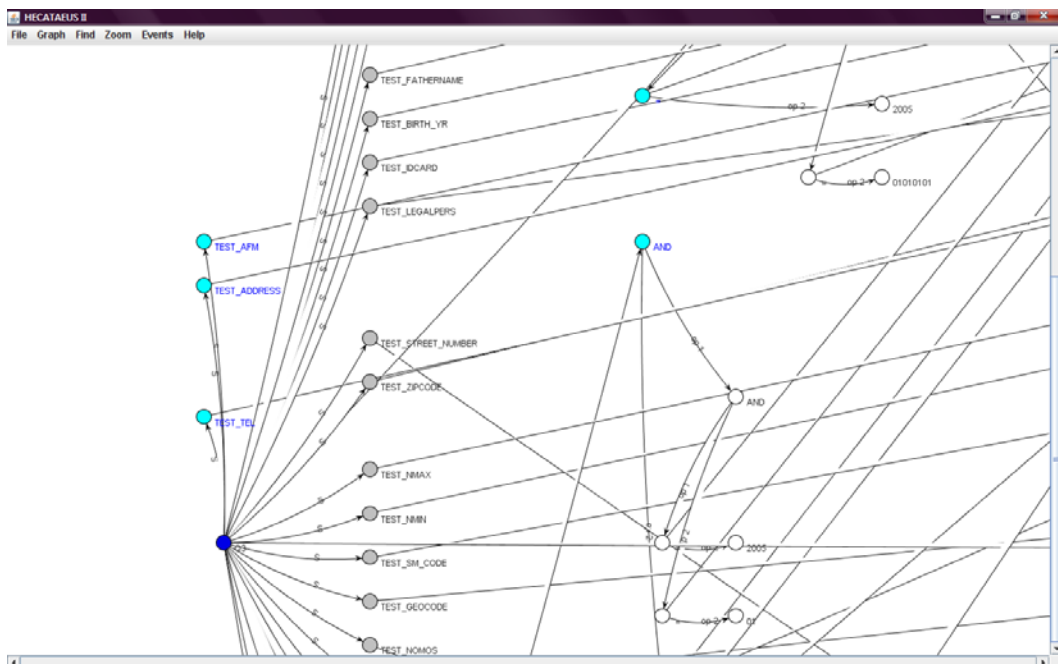 HECATAEUS II
File Graph Find Zoom Events Help
TEST_FATHERNAME
op 2
2005
TEST_BIRTH_YR
TEST_IDCARD
op 2
01010101
TEST_LEGALPERS
TEST_AFM
AND
TEST_ADDRESS
TEST_STREET_NUMBER
TEST_ZIPCODE
AND
TEST_TEL
TEST_NMAX
TEST_NMIN
2005
TEST_SM_CODE
TEST_GEOCODE
op 2
01
TEST_NOMOS